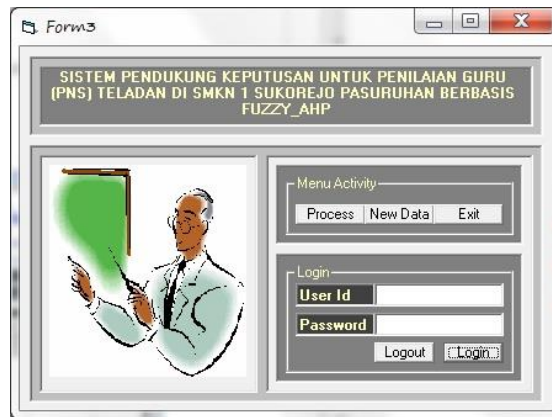 Form3
SISTEM PENDUKUNG KEPUTUSAN UNTUK PENILAIAN GURU
(PNS) TELADAN DI SMKN 1 SUKOREJO PASURUHAN BERBASIS
FUZZY_AHP
Menu Activity
Process New Data Exit
Login
User Id
Password
Logout Login